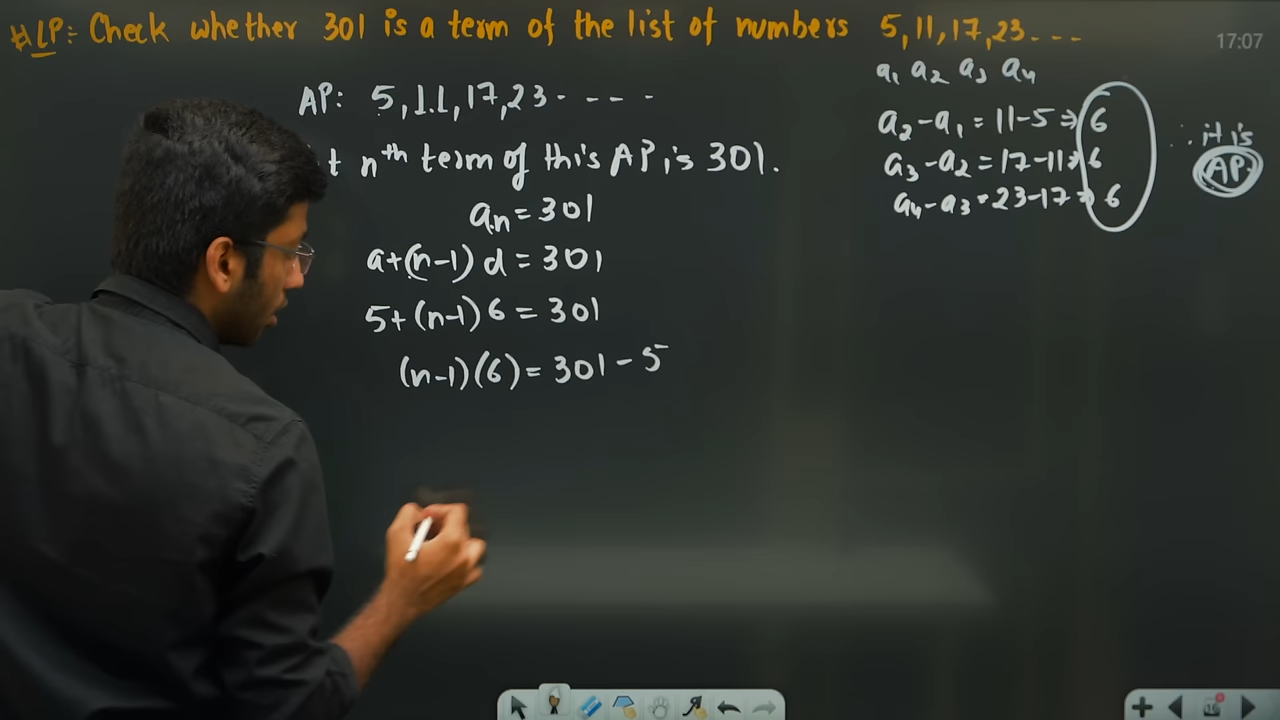 #LP:- Check whether 301 is a term of the list of numbers 5, 11, 17, 23 - - -
17:07
a₁ a₂ a₃ a₄
AP: 5, 11, 17, 23 - - - -
a₂-a₁ = 11-5 ⇒ 6
∴ it is
AP.
t nᵗʰ term of this AP is 301.
a₃-a₂ = 17-11 ⇒ 6
a₄-a₃ = 23-17 ⇒ 6
aₙ = 301
a+(n-1) d = 301
5+(n-1) 6 = 301
(n-1)(6) = 301 - 5